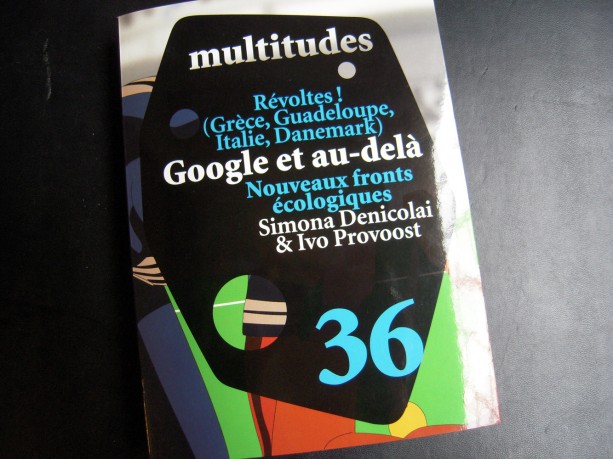 multitudes
Révoltes !
(Grèce, Guadeloupe,
Italie, Danemark)
Google et au-delà
Nouveaux fronts
écologiques
Simona Denicolai
& Ivo Provoost
36